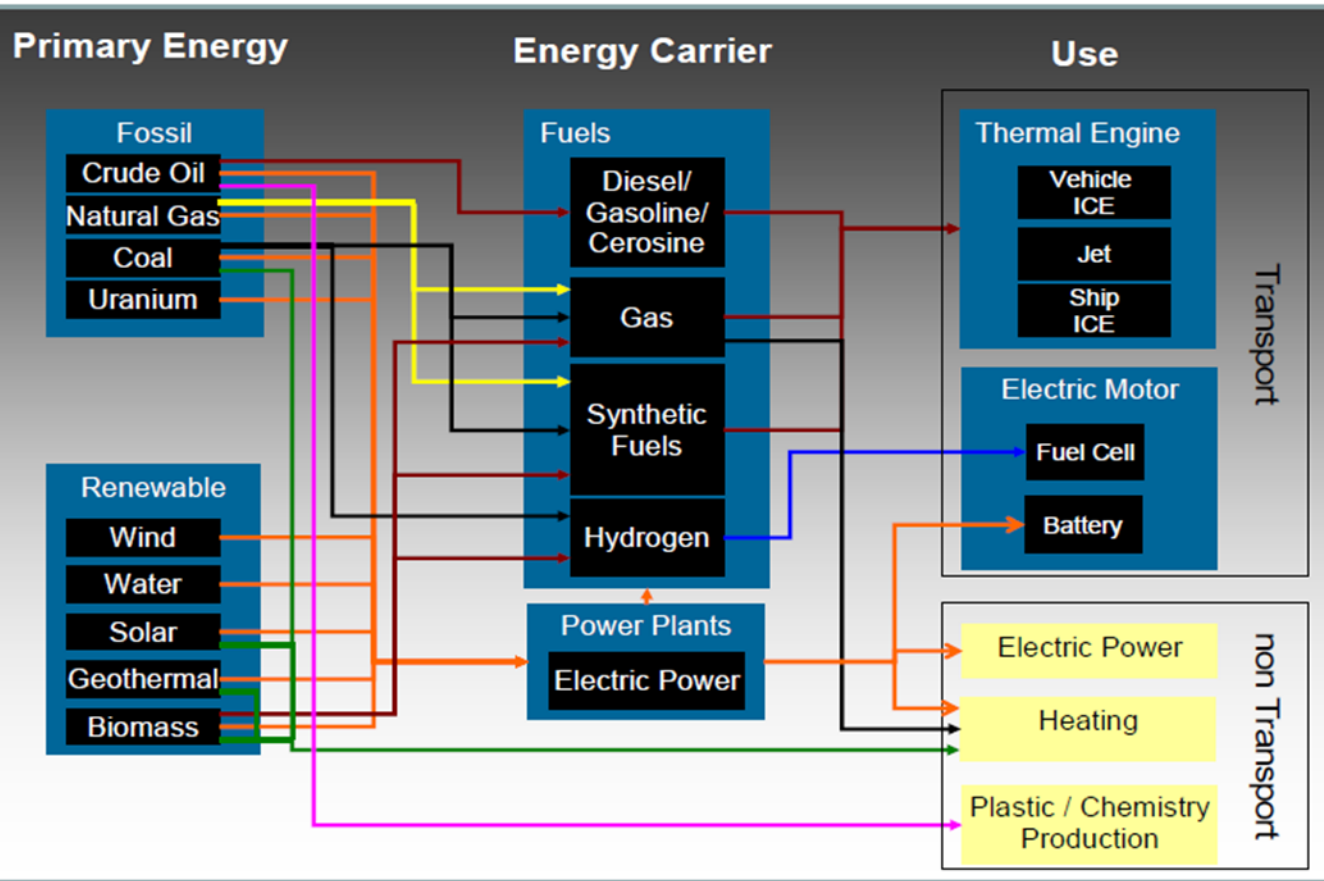 Primary Energy
Energy Carrier
Use
Fossil
Crude Oil
Natural Gas
Coal
Uranium
Renewable
Wind
Water
Solar
Geothermal
Biomass
Fuels
Diesel/
Gasoline/
Cerosine
Gas
Synthetic
Fuels
Hydrogen
Power Plants
Electric Power
Thermal Engine
Vehicle
ICE
Jet
Ship
ICE
Electric Motor
Fuel Cell
Battery
Transport
Electric Power
Heating
Plastic / Chemistry
Production
non Transport